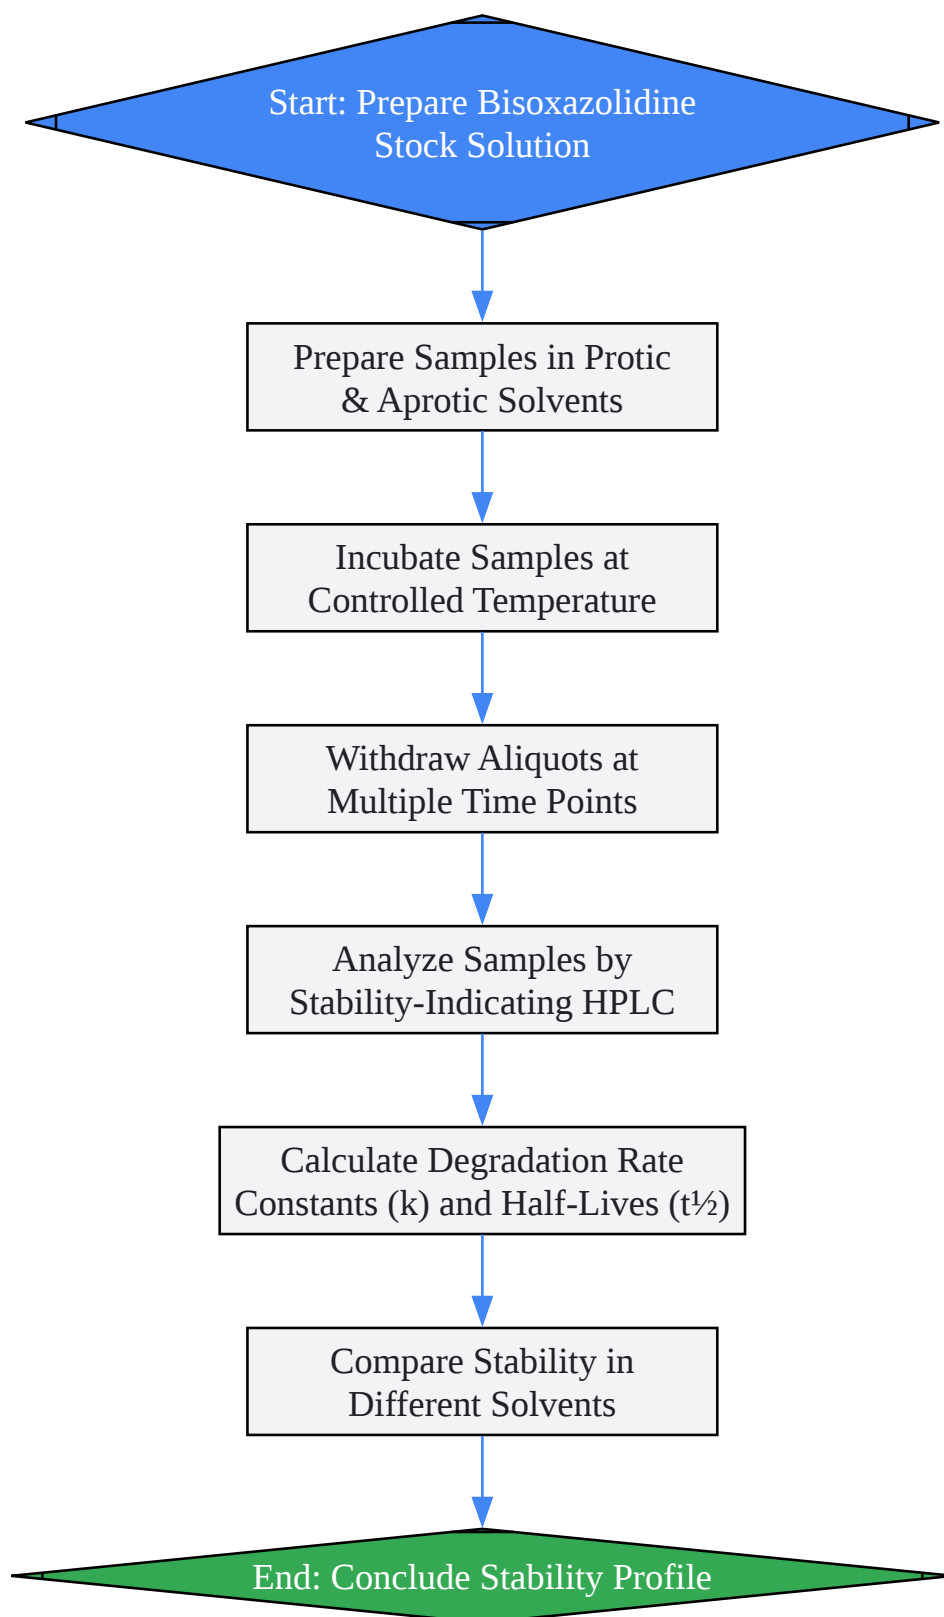 Start: Prepare Bisoxazolidine
Stock Solution
Prepare Samples in Protic
& Aprotic Solvents
Incubate Samples at
Controlled Temperature
Withdraw Aliquots at
Multiple Time Points
Analyze Samples by
Stability-Indicating HPLC
Calculate Degradation Rate
Constants (k) and Half-Lives (t½)
Compare Stability in
Different Solvents
End: Conclude Stability Profile